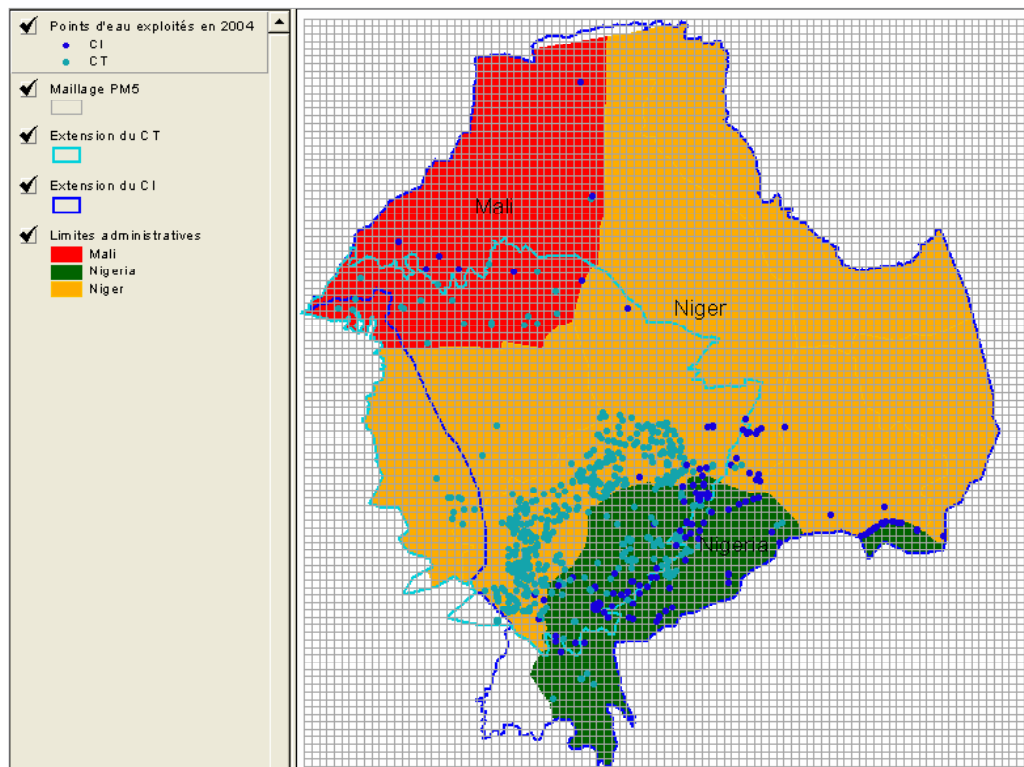 Points d'eau exploités en 2004
CI
CT
Maillage PM5
Extension du CT
Extension du CI
Limites administratives
Mali
Nigeria
Niger
Mali
Niger
Nigeria